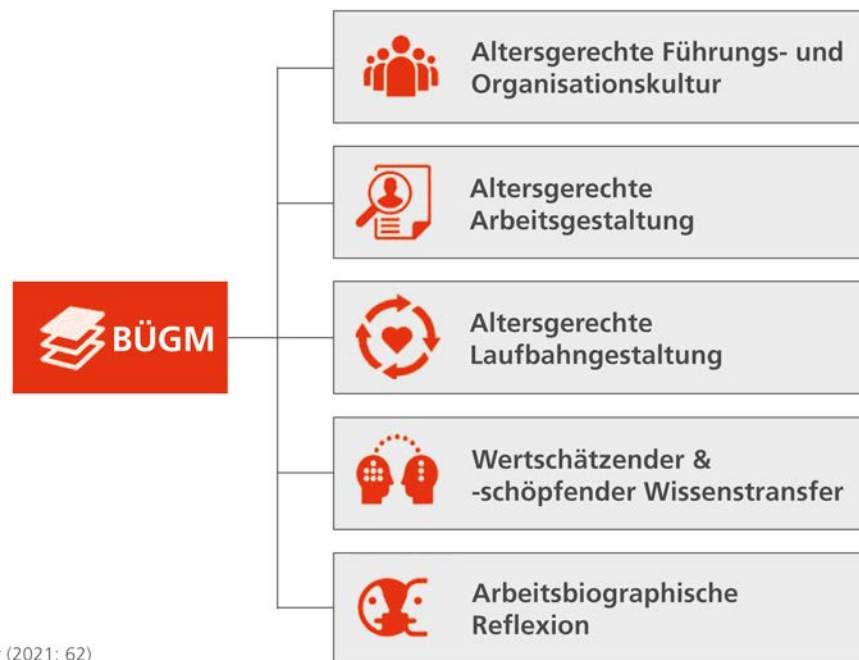 Altersgerechte Führungs- und
Organisationskultur
Altersgerechte
Arbeitsgestaltung
BÜGM
Altersgerechte
Laufbahngestaltung
Wertschätzender &
-schöpfender Wissenstransfer
Arbeitsbiographische
Reflexion
(2021: 62)